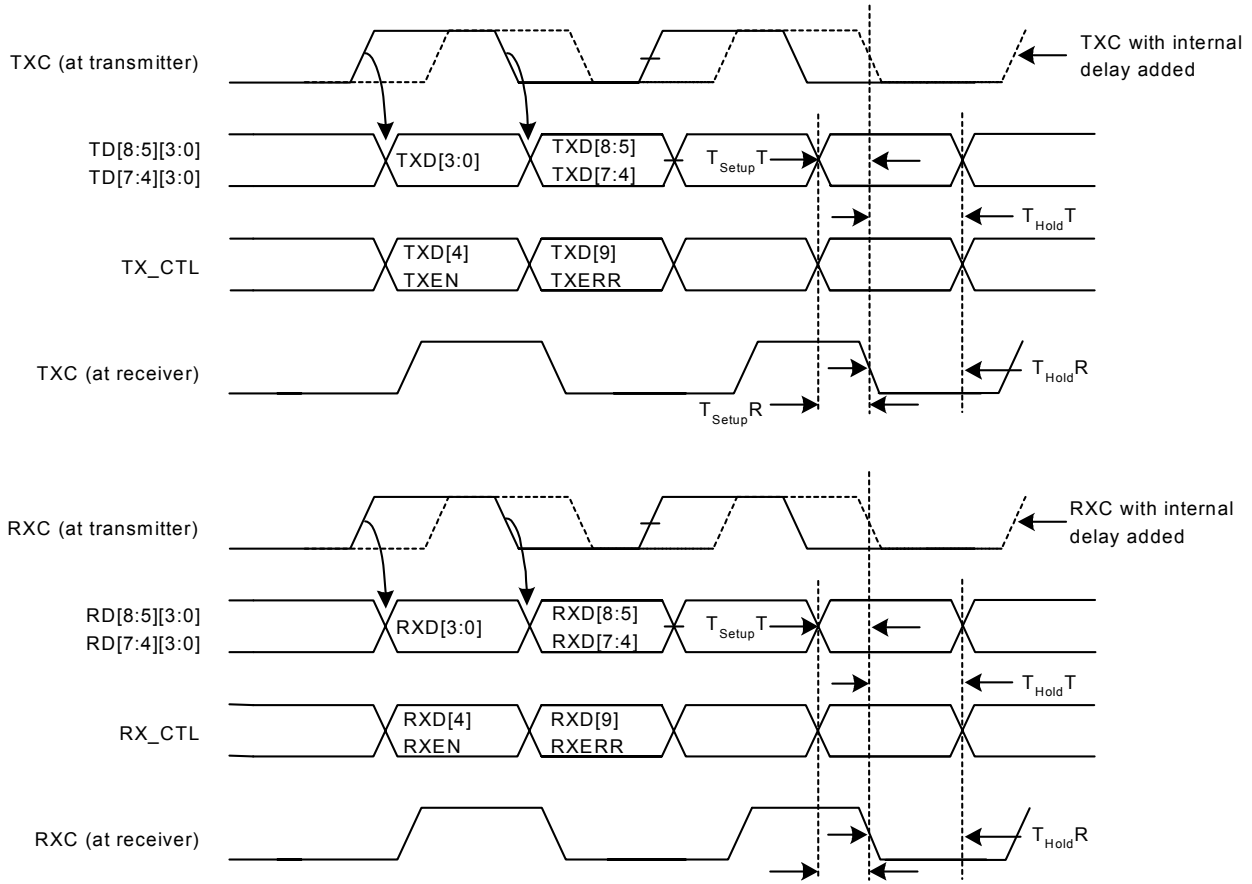 TXC (at transmitter)
TXC with internal
delay added
TD[8:5][3:0]
TD[7:4][3:0]
TXD[3:0]
TXD[8:5]
TXD[7:4]
TSetupT
THoldT
TX_CTL
TXD[4]
TXEN
TXD[9]
TXERR
TXC (at receiver)
THoldR
TSetupR
RXC (at transmitter)
RXC with internal
delay added
RD[8:5][3:0]
RD[7:4][3:0]
RXD[3:0]
RXD[8:5]
RXD[7:4]
TSetupT
THoldT
RX_CTL
RXD[4]
RXEN
RXD[9]
RXERR
RXC (at receiver)
THoldR